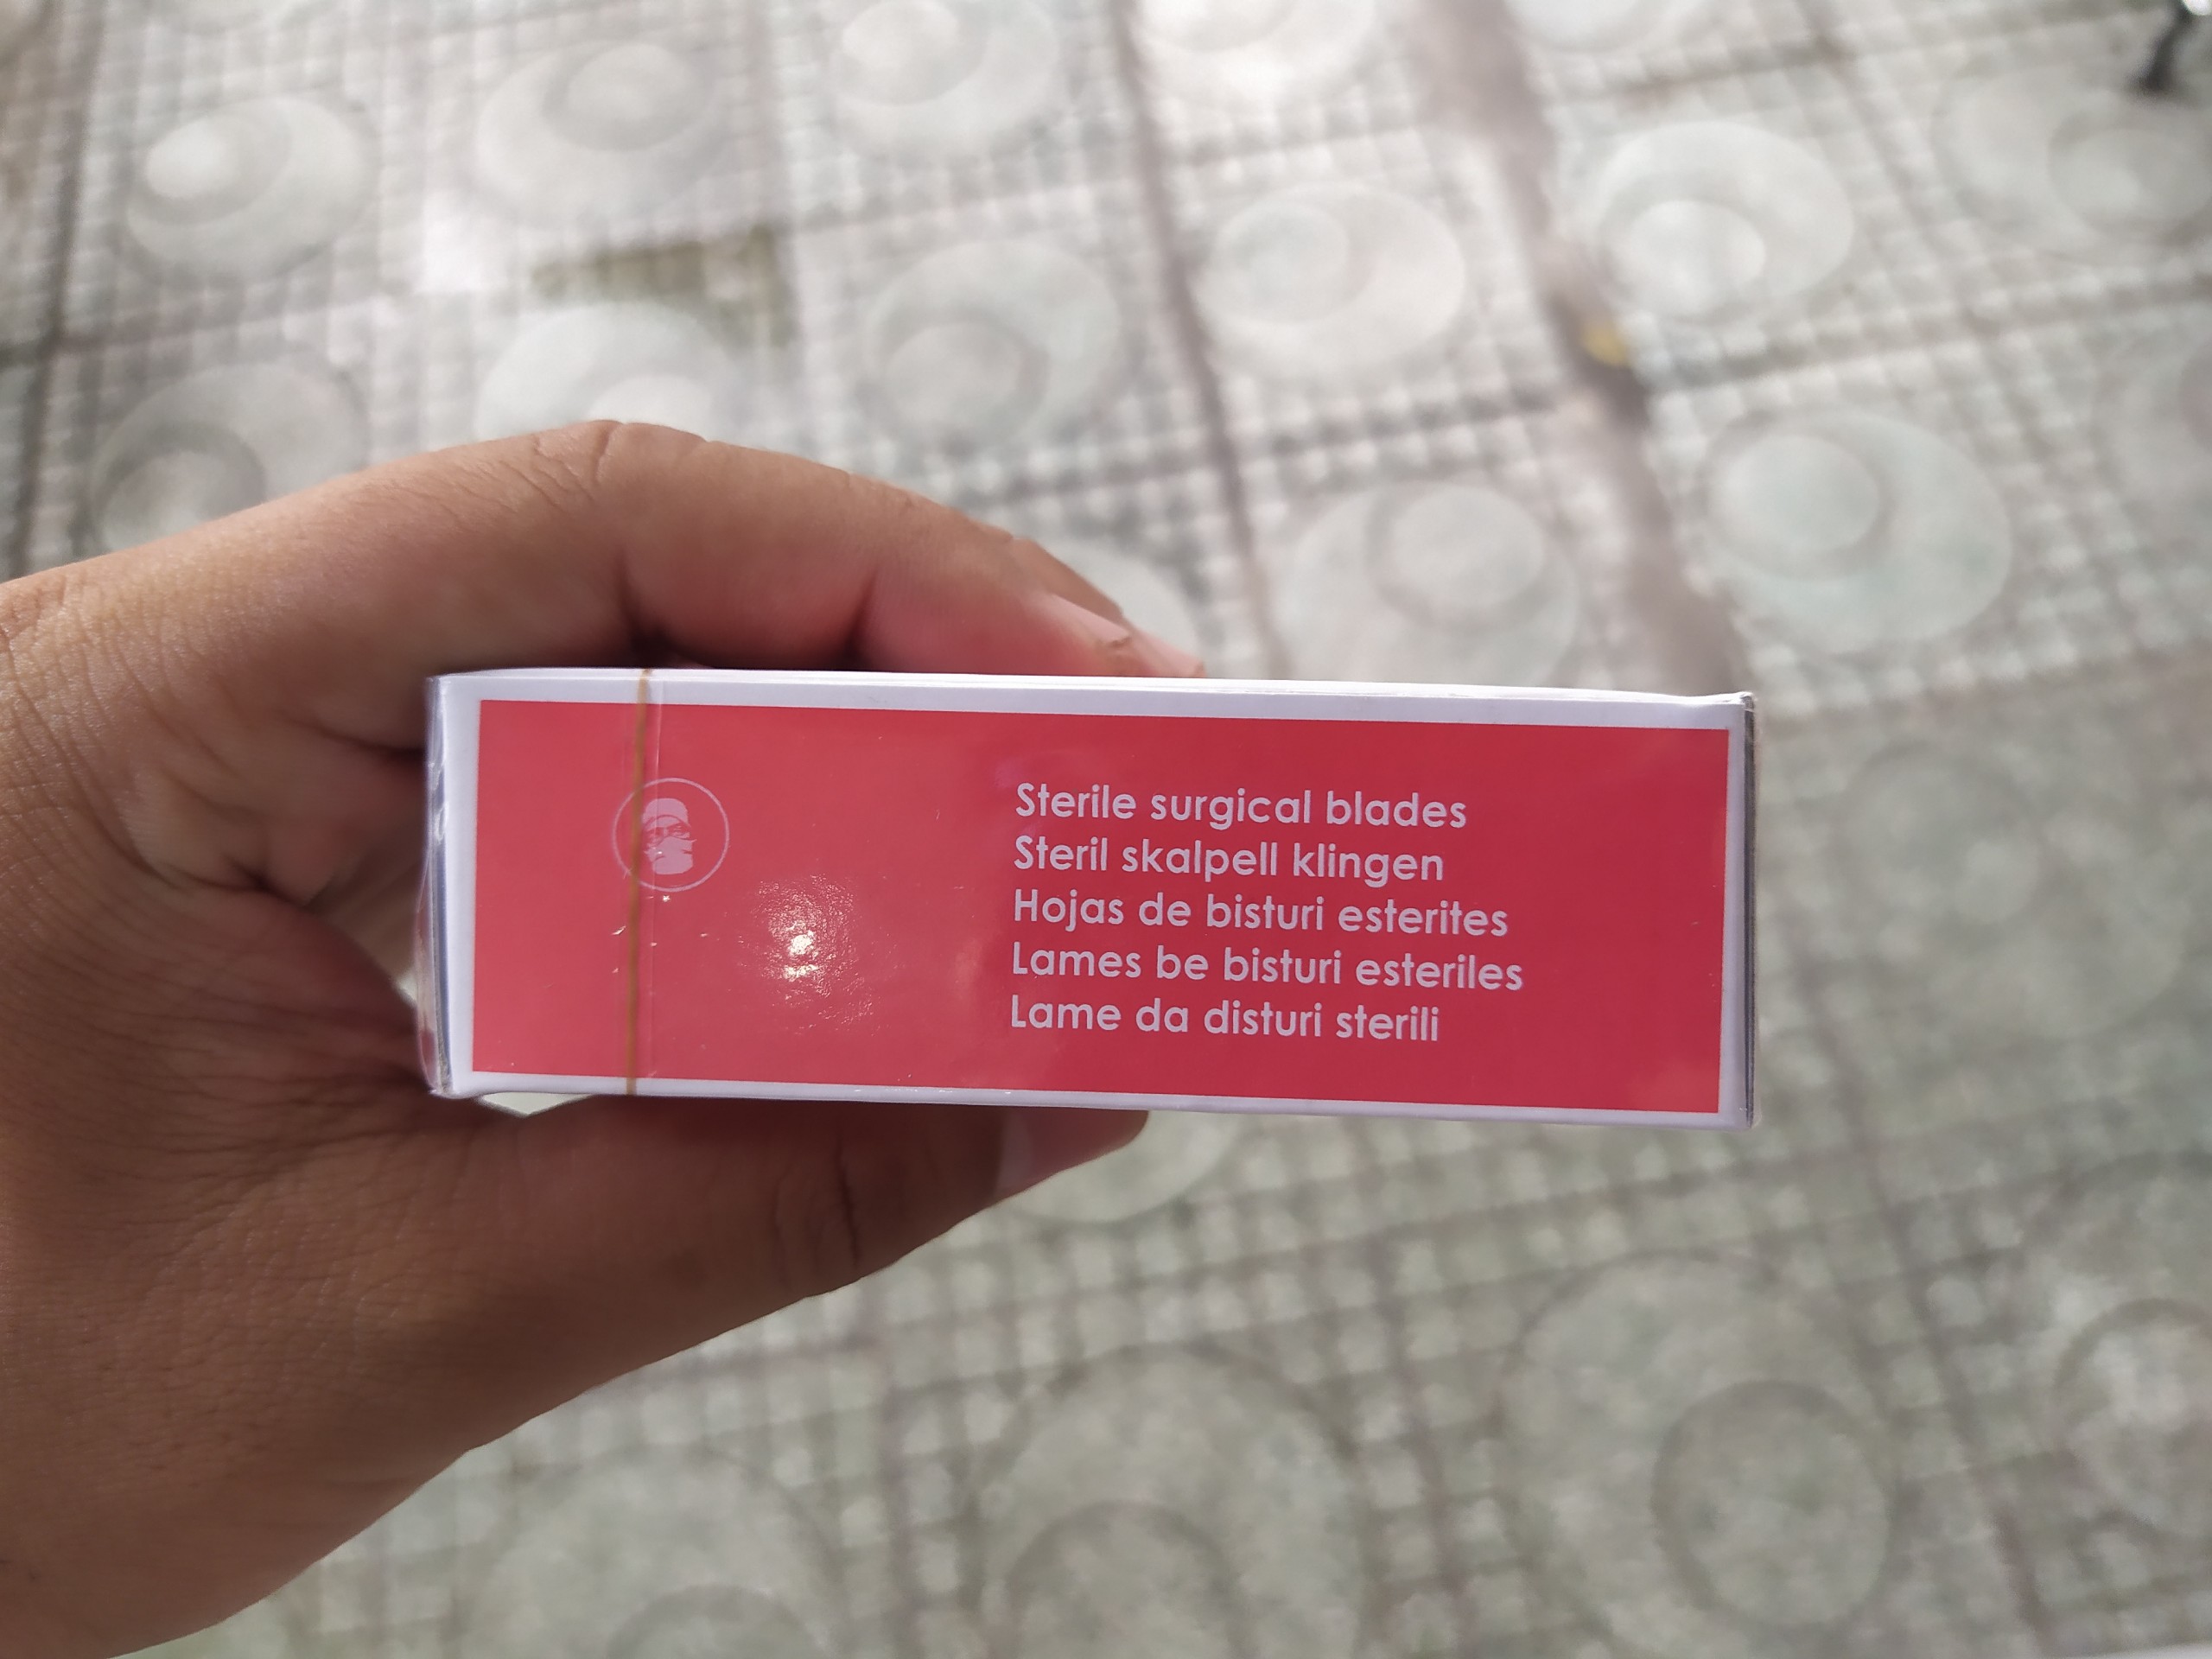 Sterile surgical blades
Steril skalpell klingen
Hojas de bisturi esterites
Lames be bisturi esteriles
Lame da disturi sterili